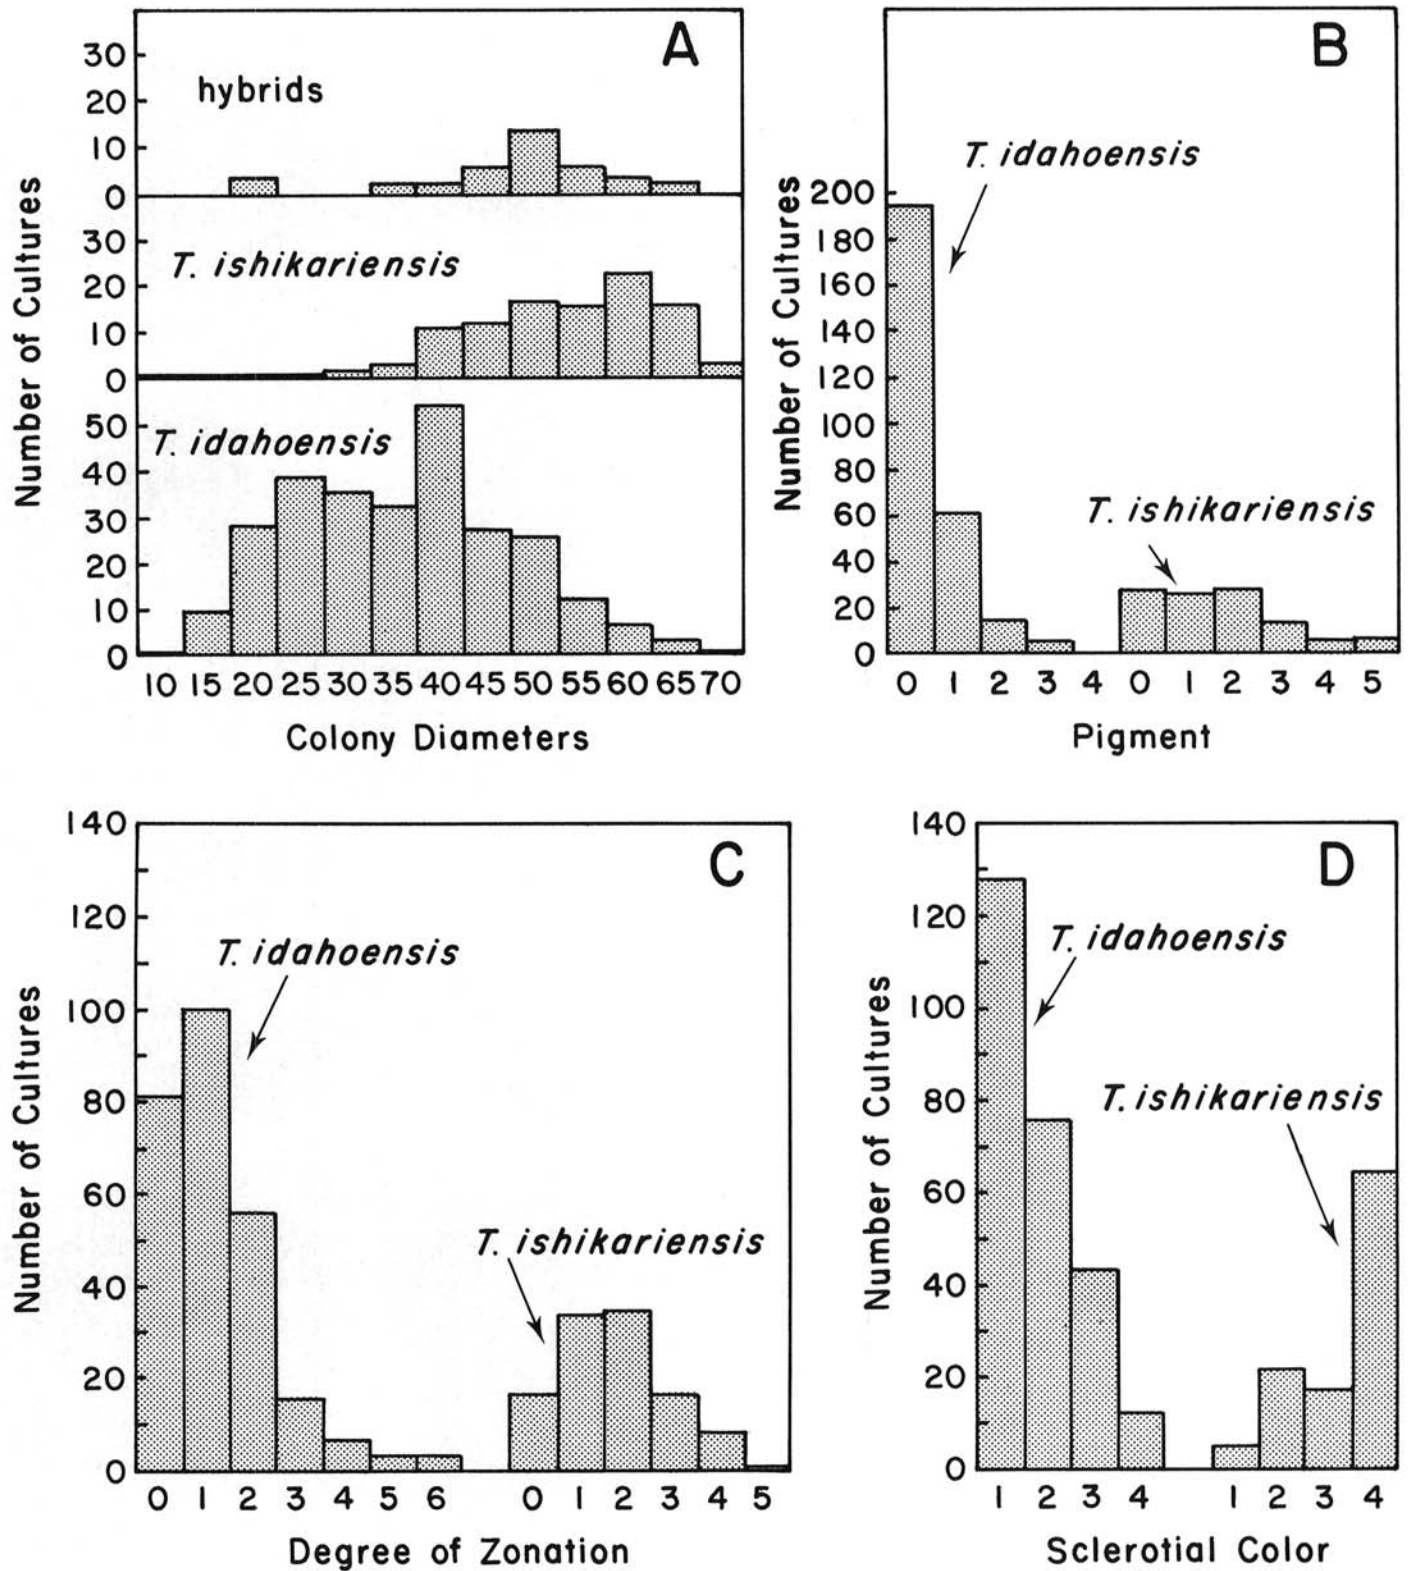 A
30
20
10
0
hybrids
30
20
10
0
T. ishikariensis
50
40
30
20
10
0
T. idahoensis
Number of Cultures
10 15 20 25 30 35 40 45 50 55 60 65 70
Colony Diameters
B
200
180
160
140
120
100
80
60
40
20
0
Number of Cultures
T. idahoensis
T. ishikariensis
0 1 2 3 4 0 1 2 3 4 5
Pigment
C
140
120
100
80
60
40
20
0
Number of Cultures
T. idahoensis
T. ishikariensis
0 1 2 3 4 5 6 0 1 2 3 4 5
Degree of Zonation
D
140
120
100
80
60
40
20
0
Number of Cultures
T. idahoensis
T. ishikariensis
1 2 3 4 1 2 3 4
Sclerotial Color